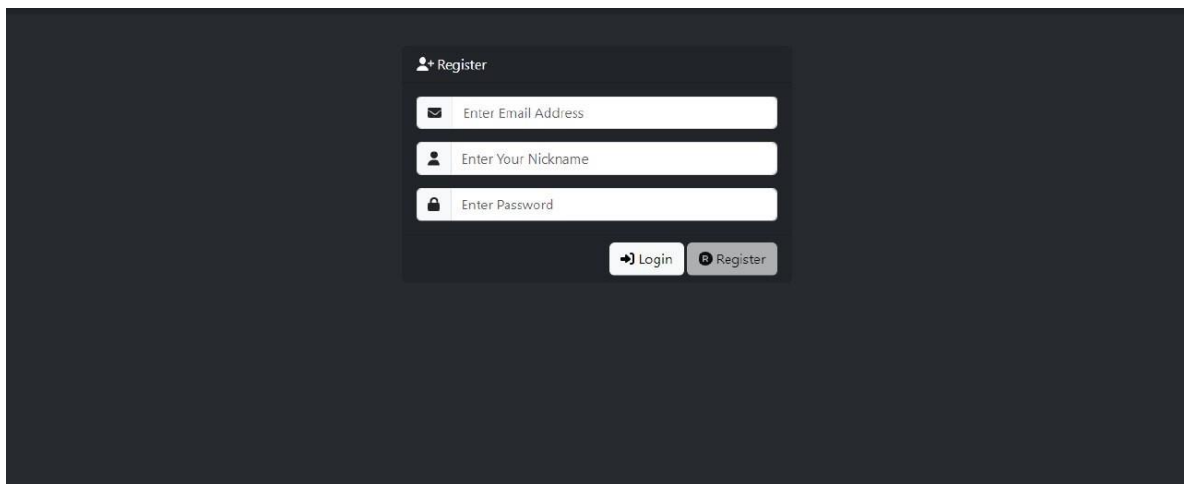 Register
Enter Email Address
Enter Your Nickname
Enter Password
Login
R Register